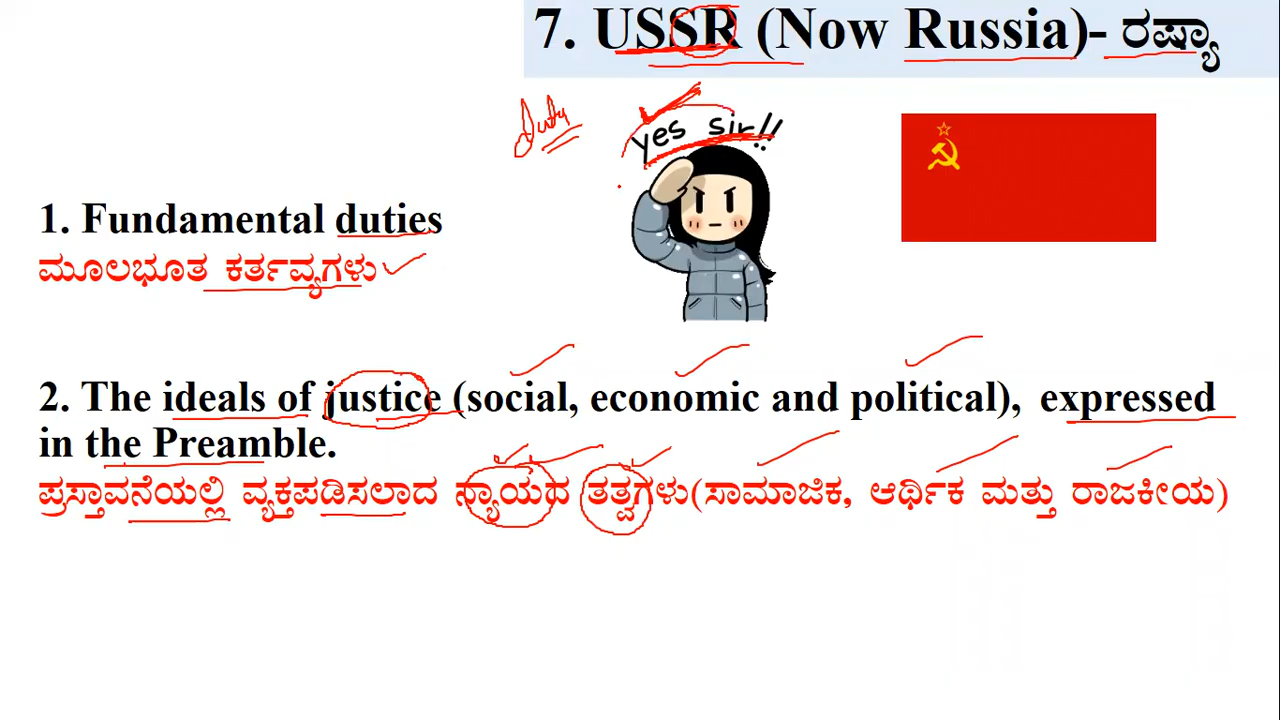 7. USSR (Now Russia)- ರಷ್ಯಾ
Duty
yes sir!!
1. Fundamental duties
ಮೂಲಭೂತ ಕರ್ತವ್ಯಗಳು
2. The ideals of justice (social, economic and political), expressed
in the Preamble.
ಪ್ರಸ್ತಾವನೆಯಲ್ಲಿ ವ್ಯಕ್ತಪಡಿಸಲಾದ ನ್ಯಾಯಹ ತತ್ವಗಳು(ಸಾಮಾಜಿಕ, ಆರ್ಥಿಕ ಮತ್ತು ರಾಜಕೀಯ)